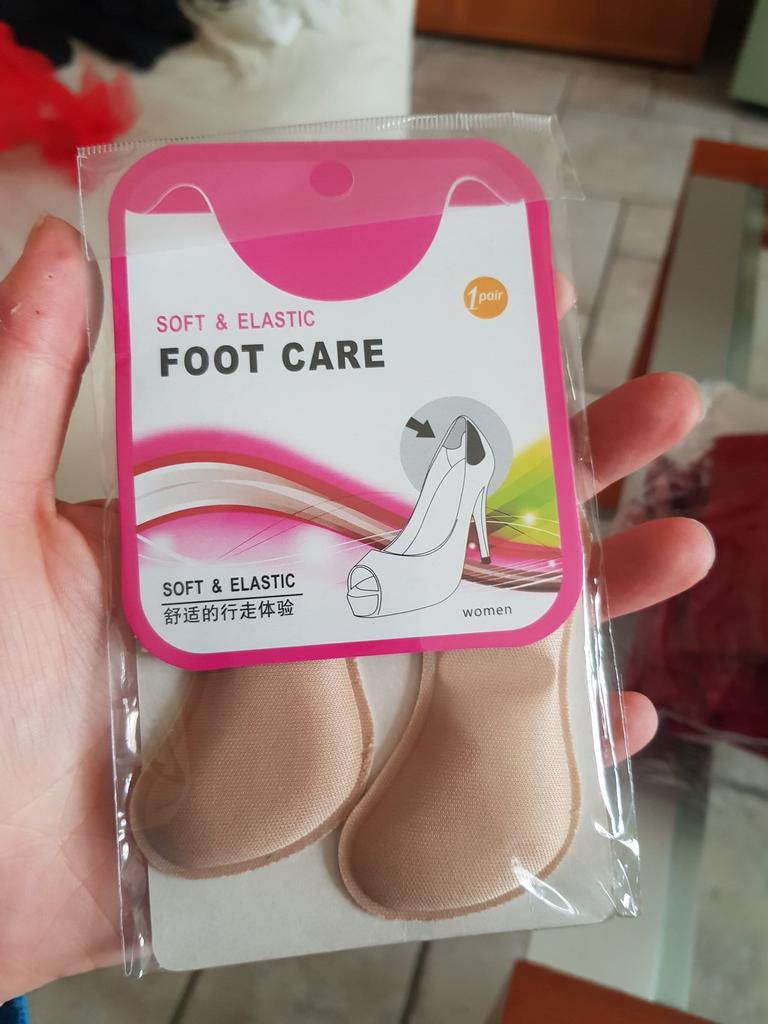 1 pair
SOFT & ELASTIC
FOOT CARE
SOFT & ELASTIC
舒适的行走体验
women